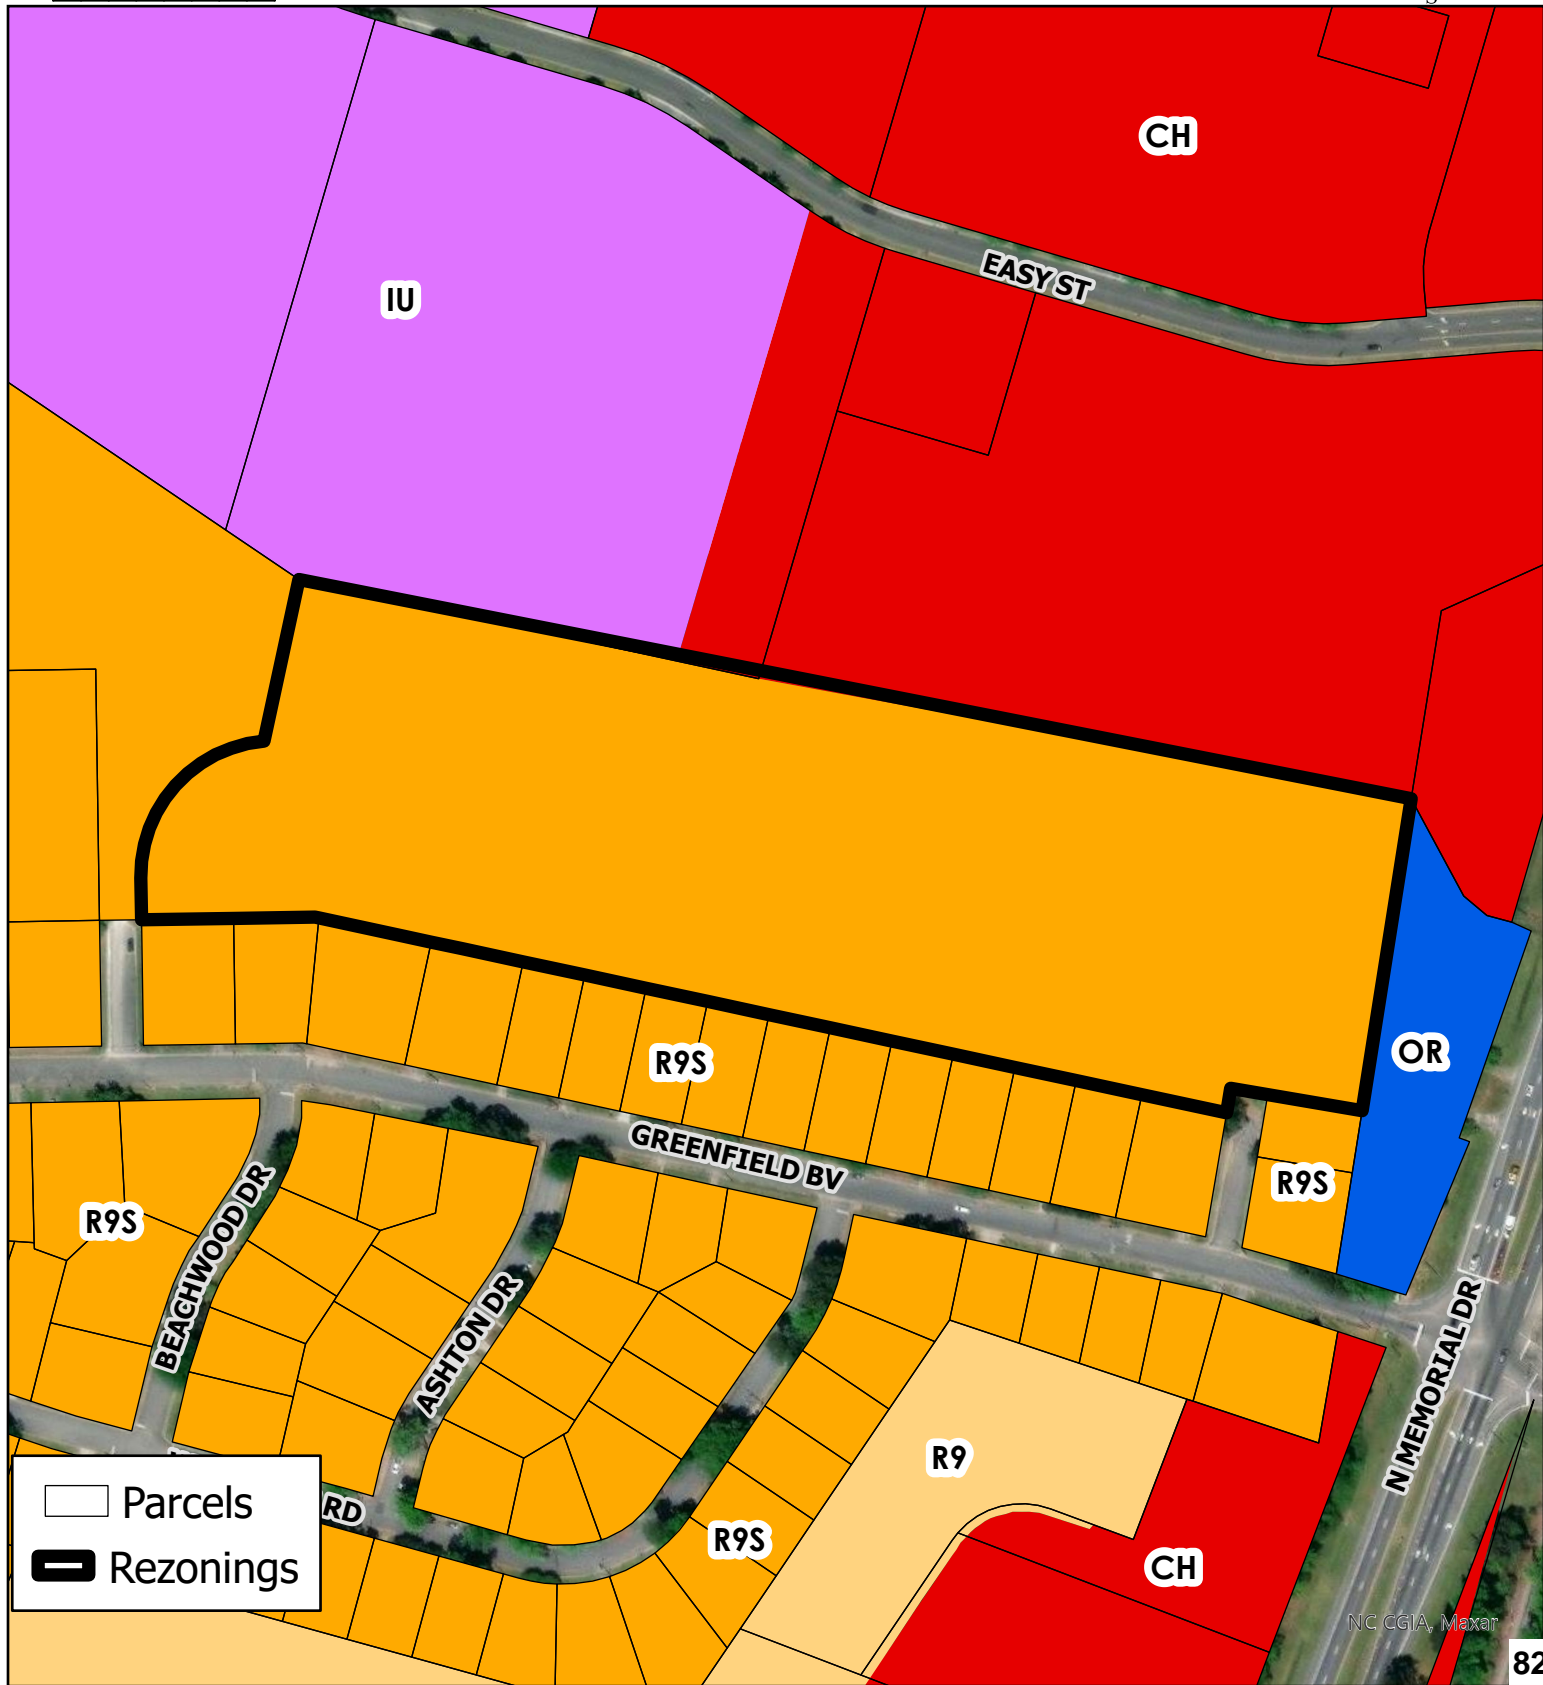 CH
EASY ST
IU
OR
R9S
GREENFIELD BV
R9S
R9S
BEACHWOOD DR
ASHTON DR
N MEMORIAL DR
R9
Parcels
RD
R9S
Rezonings
CH
NC CGIA, Maxar
82